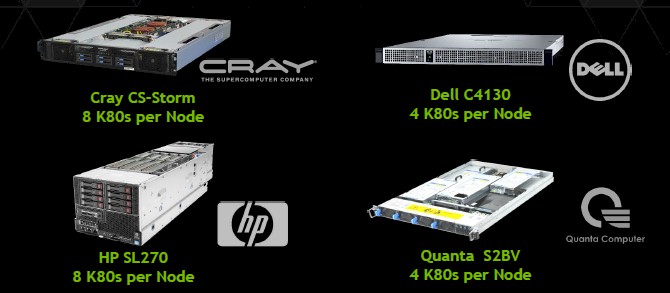 CRAY
THE SUPERCOMPUTER COMPANY
Cray CS-Storm
8 K80s per Node
DELL
Dell C4130
4 K80s per Node
hp
HP SL270
8 K80s per Node
Quanta Computer
Quanta S2BV
4 K80s per Node